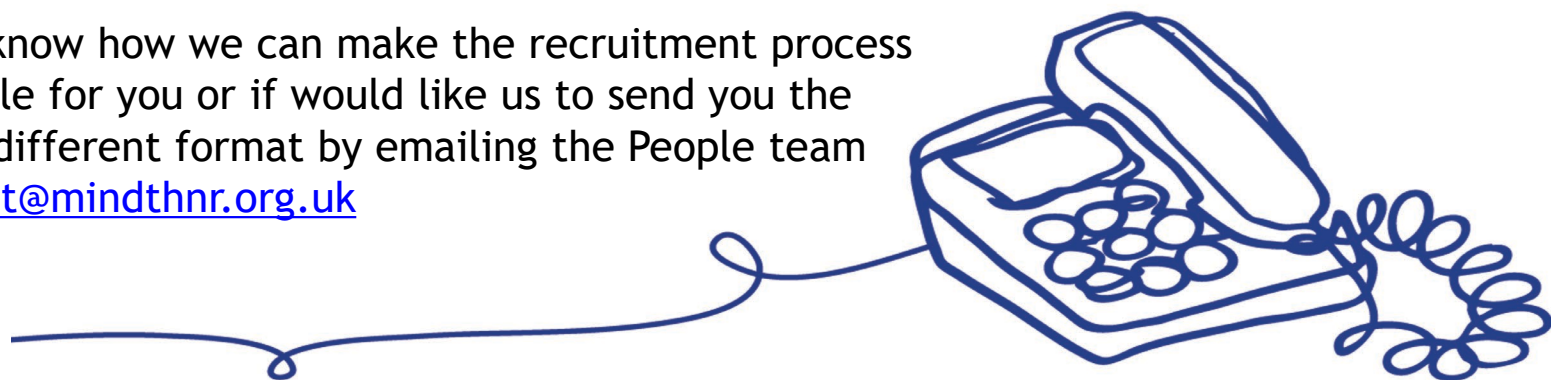 know how we can make the recruitment process
le for you or if would like us to send you the
different format by emailing the People team
t@mindthnr.org.uk